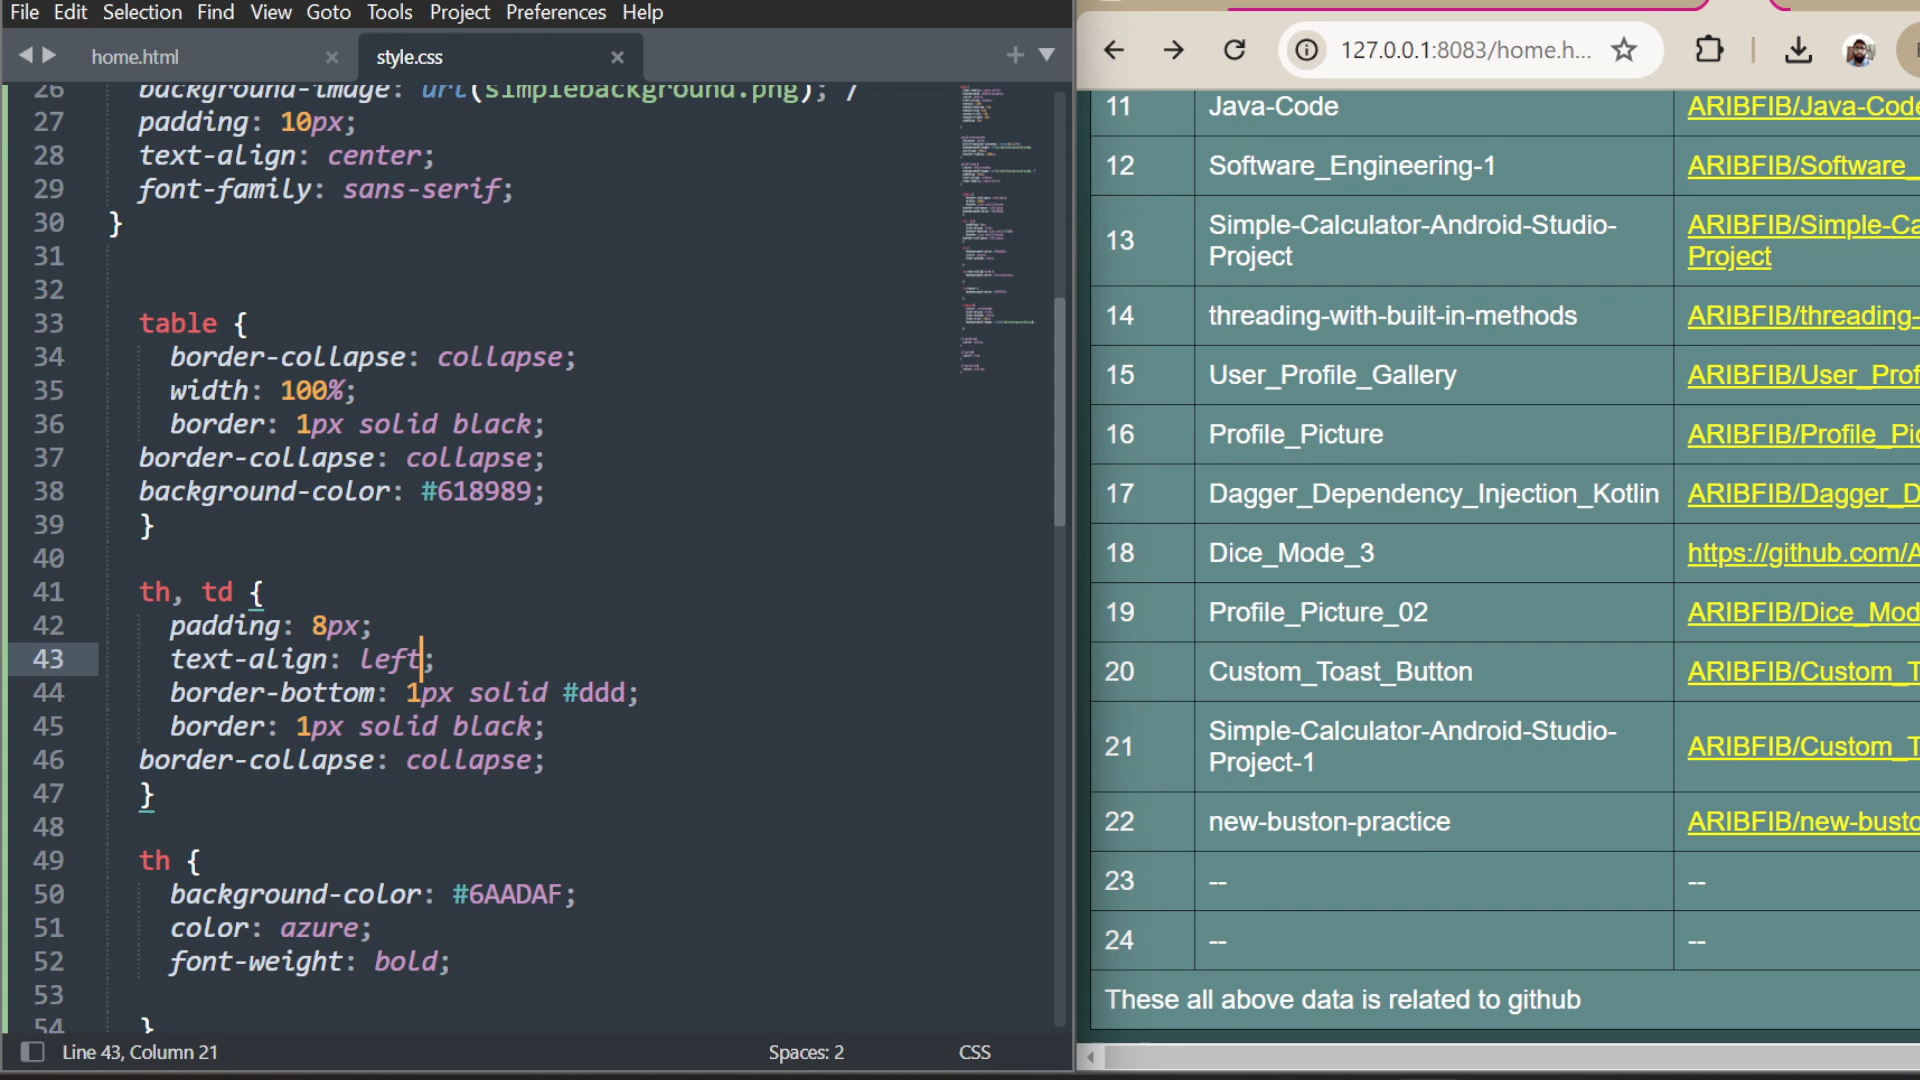 File Edit Selection Find View Goto Tools Project Preferences Help
home.html × style.css ×
26 background-image: url(simplebackground.png); /
27 padding: 10px;
28 text-align: center;
29 font-family: sans-serif;
30 }
31
32
33 table {
34 border-collapse: collapse;
35 width: 100%;
36 border: 1px solid black;
37 border-collapse: collapse;
38 background-color: #618989;
39 }
40
41 th, td {
42 padding: 8px;
43 text-align: left;
44 border-bottom: 1px solid #ddd;
45 border: 1px solid black;
46 border-collapse: collapse;
47 }
48
49 th {
50 background-color: #6AADAF;
51 color: azure;
52 font-weight: bold;
53
54 }
Line 43, Column 21 Spaces: 2 CSS
127.0.0.1:8083/home.h...
11 Java-Code ARIBFIB/Java-Code
12 Software_Engineering-1 ARIBFIB/Software_
13 Simple-Calculator-Android-Studio-Project ARIBFIB/Simple-Ca
Project
14 threading-with-built-in-methods ARIBFIB/threading-
15 User_Profile_Gallery ARIBFIB/User_Prof
16 Profile_Picture ARIBFIB/Profile_Pic
17 Dagger_Dependency_Injection_Kotlin ARIBFIB/Dagger_D
18 Dice_Mode_3 https://github.com/A
19 Profile_Picture_02 ARIBFIB/Dice_Mod
20 Custom_Toast_Button ARIBFIB/Custom_T
21 Simple-Calculator-Android-Studio-Project-1 ARIBFIB/Custom_T
22 new-buston-practice ARIBFIB/new-busto
23 -- --
24 -- --
These all above data is related to github